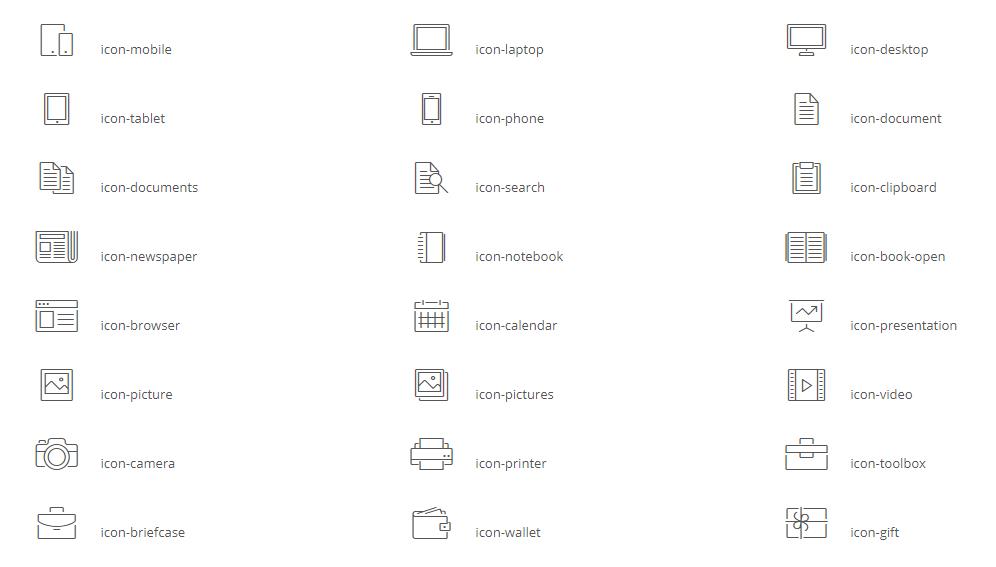 icon-mobile
icon-laptop
icon-desktop
icon-tablet
icon-phone
icon-document
icon-documents
icon-search
icon-clipboard
icon-newspaper
icon-notebook
icon-book-open
icon-browser
icon-calendar
icon-presentation
icon-picture
icon-pictures
icon-video
icon-camera
icon-printer
icon-toolbox
icon-briefcase
icon-wallet
icon-gift